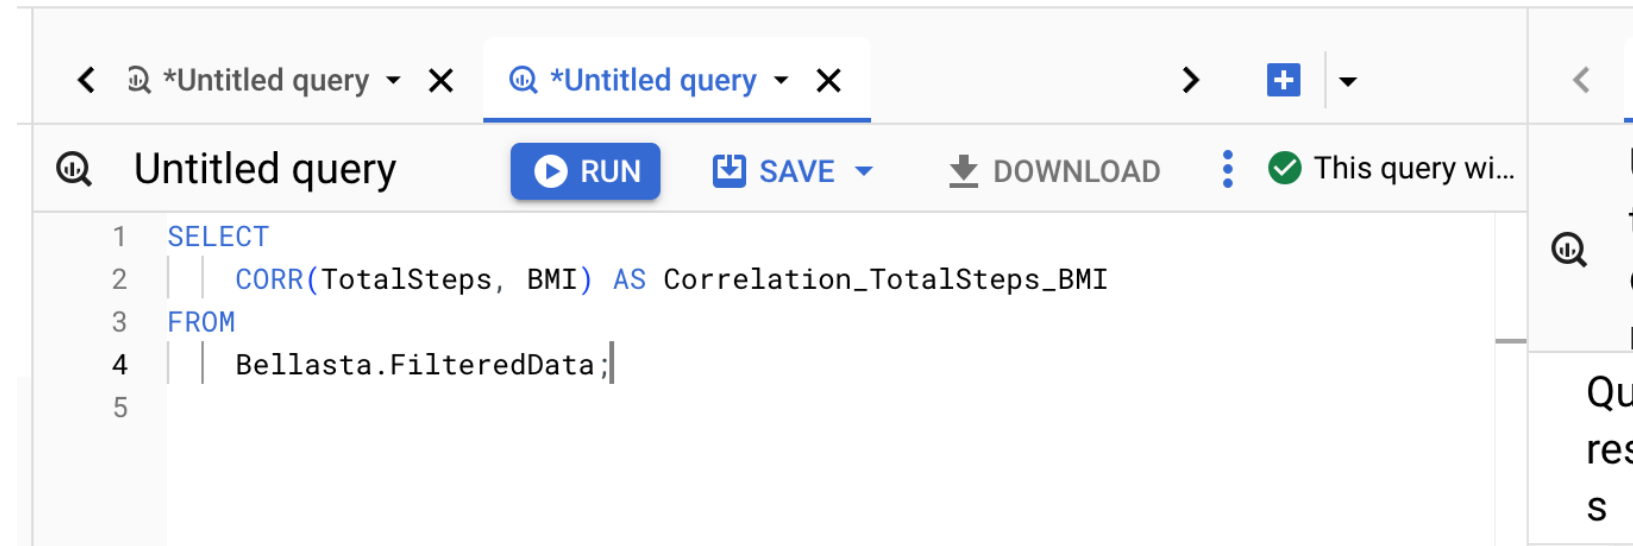 *Untitled query
*Untitled query
Untitled query
RUN
SAVE
DOWNLOAD
This query wi...
1 SELECT
2 CORR(TotalSteps, BMI) AS Correlation_TotalSteps_BMI
3 FROM
4 Bellasta.FilteredData;
5
Qu
res
s